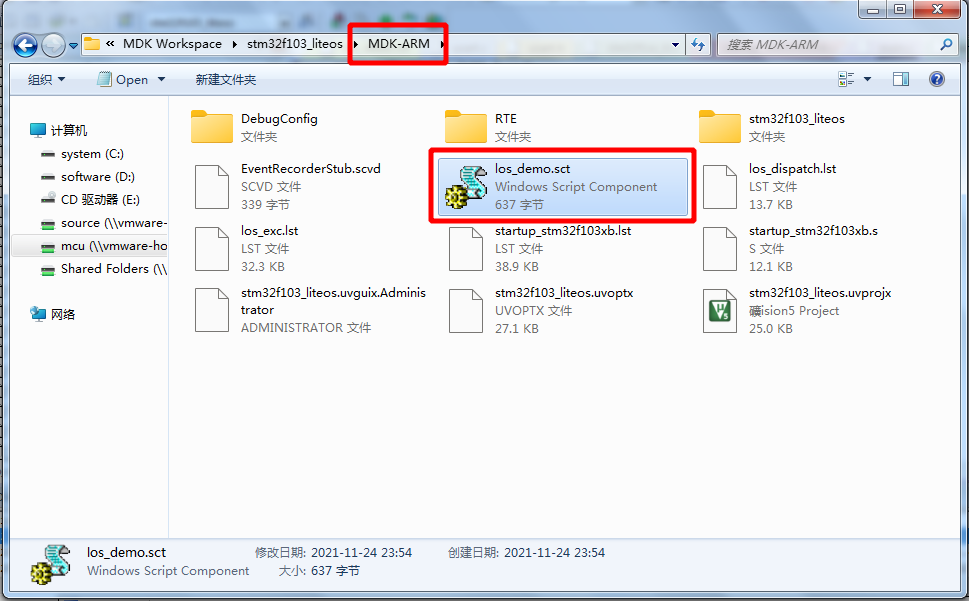 « MDK Workspace stm32f103_liteos MDK-ARM 搜索 MDK-ARM
组织 Open 新建文件夹
计算机
system (C:)
software (D:)
CD 驱动器 (E:)
source (\\vmware-
mcu (\\vmware-ho
Shared Folders (\\
网络
DebugConfig
文件夹
RTE
文件夹
stm32f103_liteos
文件夹
EventRecorderStub.scvd
SCVD 文件
339 字节
los_demo.sct
Windows Script Component
637 字节
los_dispatch.lst
LST 文件
13.7 KB
los_exc.lst
LST 文件
32.3 KB
startup_stm32f103xb.lst
LST 文件
38.9 KB
startup_stm32f103xb.s
S 文件
12.1 KB
stm32f103_liteos.uvguix.Adminis
trator
ADMINISTRATOR 文件
stm32f103_liteos.uvoptx
UVOPTX 文件
27.1 KB
stm32f103_liteos.uvprojx
礦ision5 Project
25.0 KB
los_demo.sct 修改日期: 2021-11-24 23:54 创建日期: 2021-11-24 23:54
Windows Script Component 大小: 637 字节